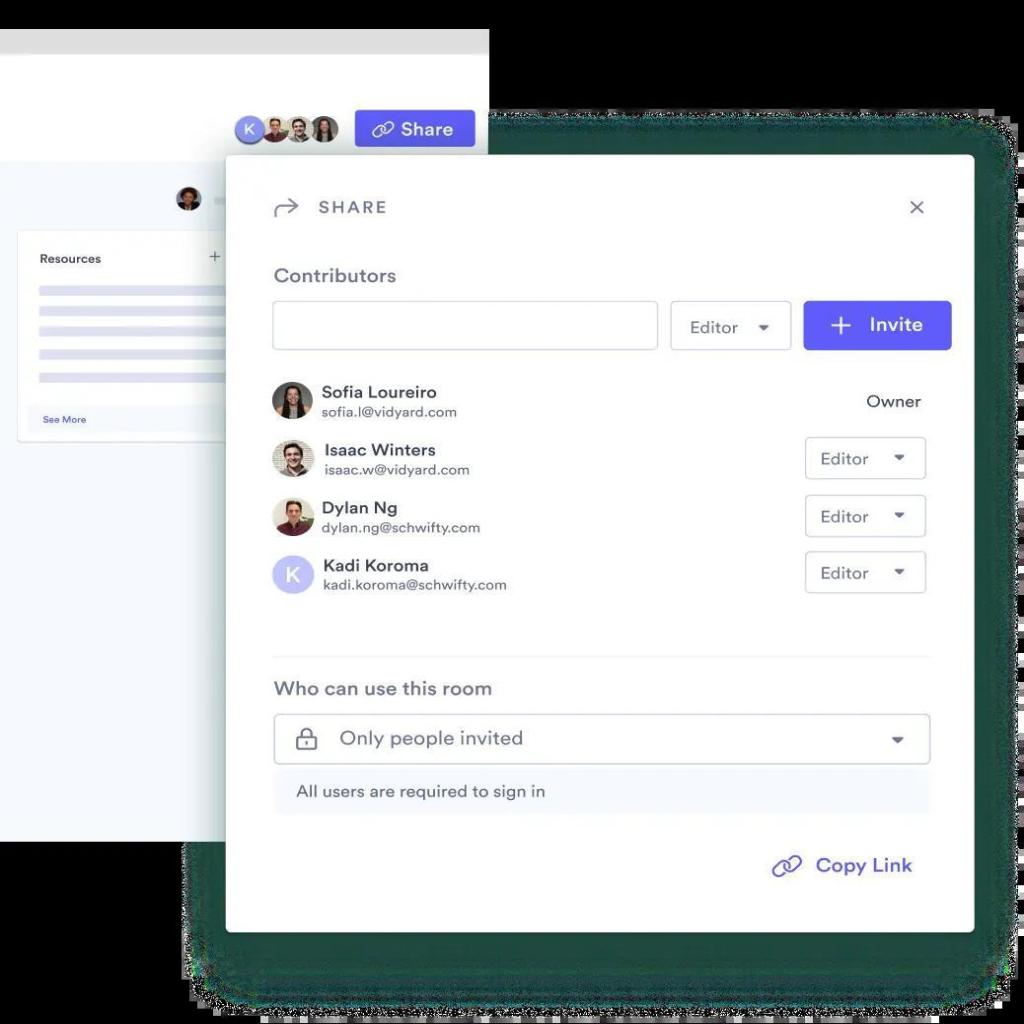 K
Share
SHARE
Resources
See More
Contributors
Editor
Invite
Sofia Loureiro
sofia.l@vidyard.com
Owner
Isaac Winters
isaac.w@vidyard.com
Editor
Dylan Ng
dylan.ng@schwifty.com
Editor
K
Kadi Koroma
kadi.koroma@schwifty.com
Editor
Who can use this room
Only people invited
All users are required to sign in
Copy Link